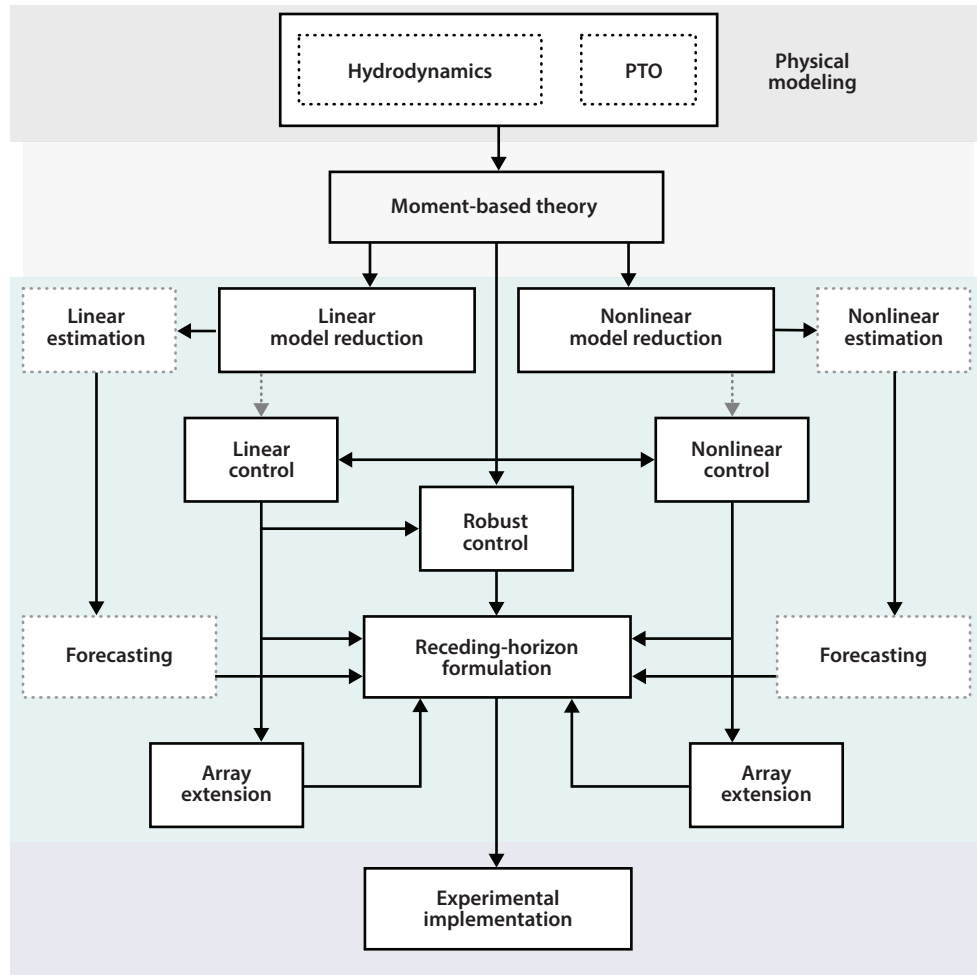 Hydrodynamics
PTO
Physical
modeling
Moment-based theory
Linear
estimation
Linear
model reduction
Nonlinear
model reduction
Nonlinear
estimation
Linear
control
Nonlinear
control
Robust
control
Forecasting
Receding-horizon
formulation
Forecasting
Array
extension
Array
extension
Experimental
implementation